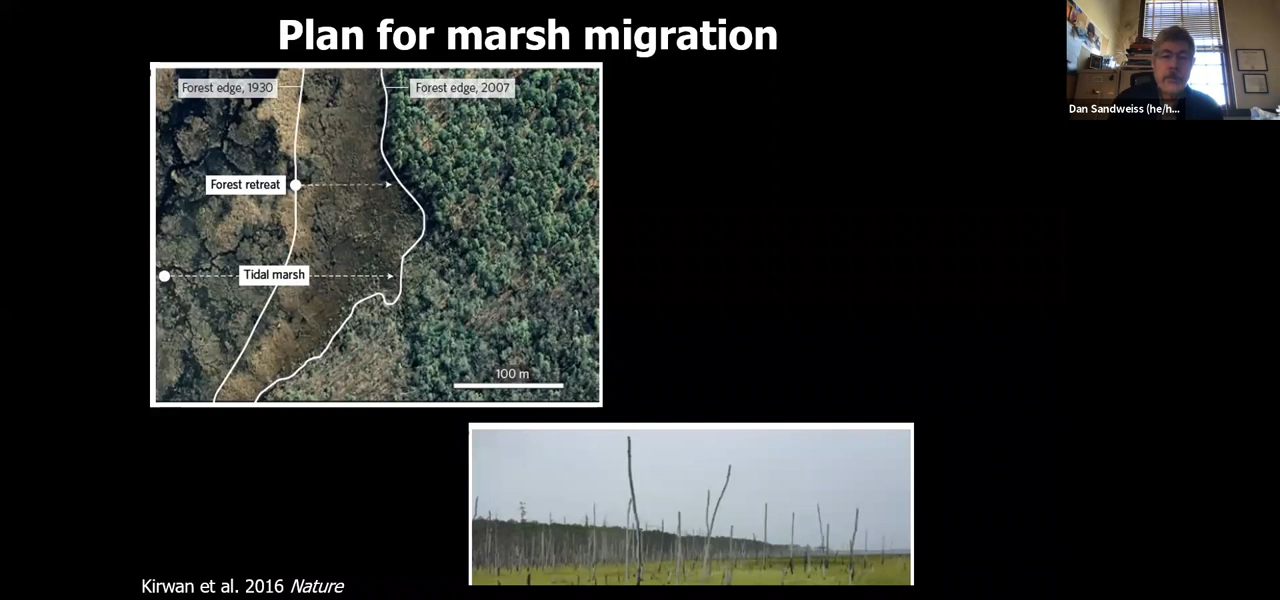 Plan for marsh migration
Forest edge, 1930
Forest edge, 2007
Forest retreat
Tidal marsh
100 m
Kirwan et al. 2016 Nature
Dan Sandweiss (he/h...